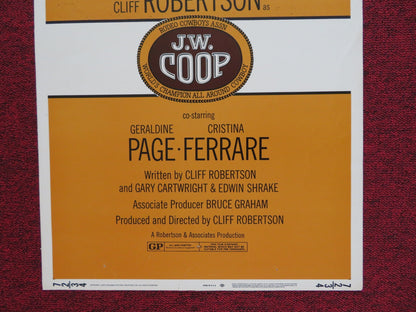 CLIFF ROBERTSON as
RODEO COWBOYS ASSN
J.W.
COOP
WORLD'S CHAMPION ALL AROUND COWBOY
co-starring
GERALDINE CRISTINA
PAGE·FERRARE
Written by CLIFF ROBERTSON
and GARY CARTWRIGHT & EDWIN SHRAKE
Associate Producer BRUCE GRAHAM
Produced and Directed by CLIFF ROBERTSON
A Robertson & Associates Production
GP